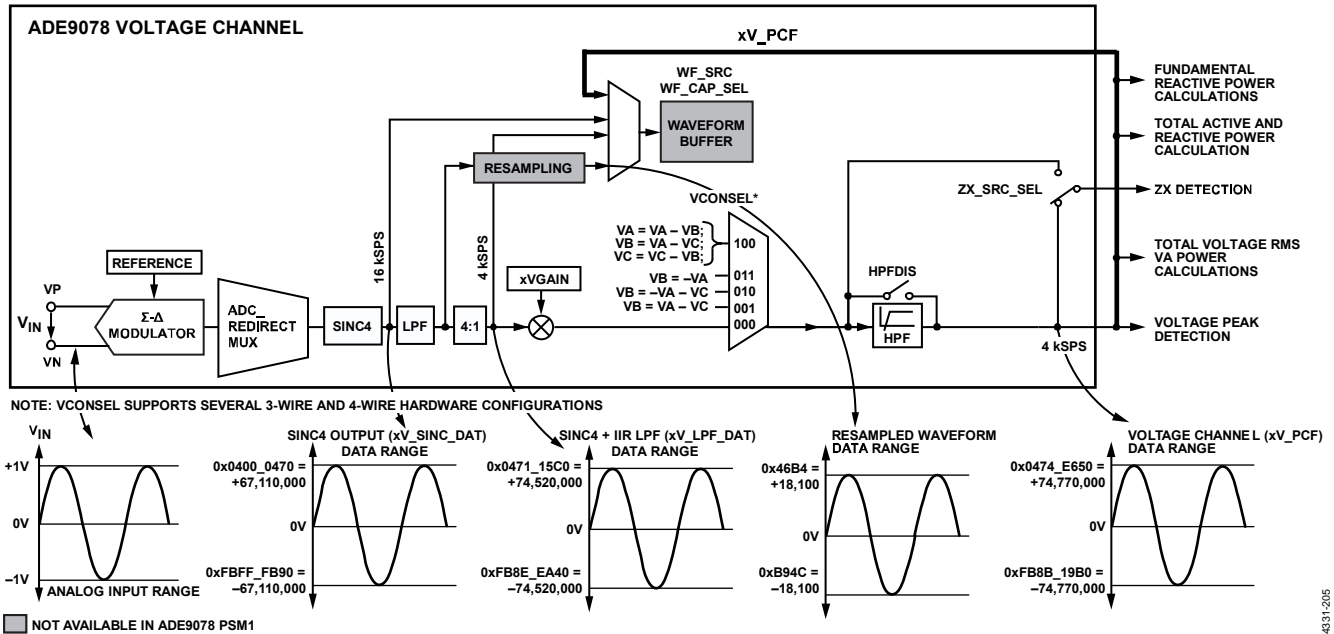 ADE9078 VOLTAGE CHANNEL
xV_PCF
WF_SRC
WF_CAP_SEL
WAVEFORM
BUFFER
RESAMPLING
FUNDAMENTAL
REACTIVE POWER
CALCULATIONS
TOTAL ACTIVE AND
REACTIVE POWER
CALCULATION
ZX_SRC_SEL
ZX DETECTION
VCONSEL*
TOTAL VOLTAGE RMS
VA POWER
CALCULATIONS
VOLTAGE PEAK
DETECTION
REFERENCE
VP
VIN
VN
Σ-Δ
MODULATOR
ADC_
REDIRECT
MUX
SINC4
16 kSPS
LPF
4:1
4 kSPS
xVGAIN
VA = VA – VB;
VB = VA – VC;
VC = VC – VB;
100
VB = –VA
011
VB = –VA – VC
010
VB = VA – VC
001
000
HPFDIS
HPF
4 kSPS
NOTE: VCONSEL SUPPORTS SEVERAL 3-WIRE AND 4-WIRE HARDWARE CONFIGURATIONS
VIN
+1V
0V
–1V
ANALOG INPUT RANGE
SINC4 OUTPUT (xV_SINC_DAT)
DATA RANGE
0x0400_0470 =
+67,110,000
0V
0xFBFF_FB90 =
–67,110,000
SINC4 + IIR LPF (xV_LPF_DAT)
DATA RANGE
0x0471_15C0 =
+74,520,000
0V
0xFB8E_EA40 =
–74,520,000
RESAMPLED WAVEFORM
DATA RANGE
0x46B4 =
+18,100
0V
0xB94C =
–18,100
VOLTAGE CHANNEL (xV_PCF)
DATA RANGE
0x0474_E650 =
+74,770,000
0V
0xFB8B_19B0 =
–74,770,000
NOT AVAILABLE IN ADE9078 PSM1
4331-205